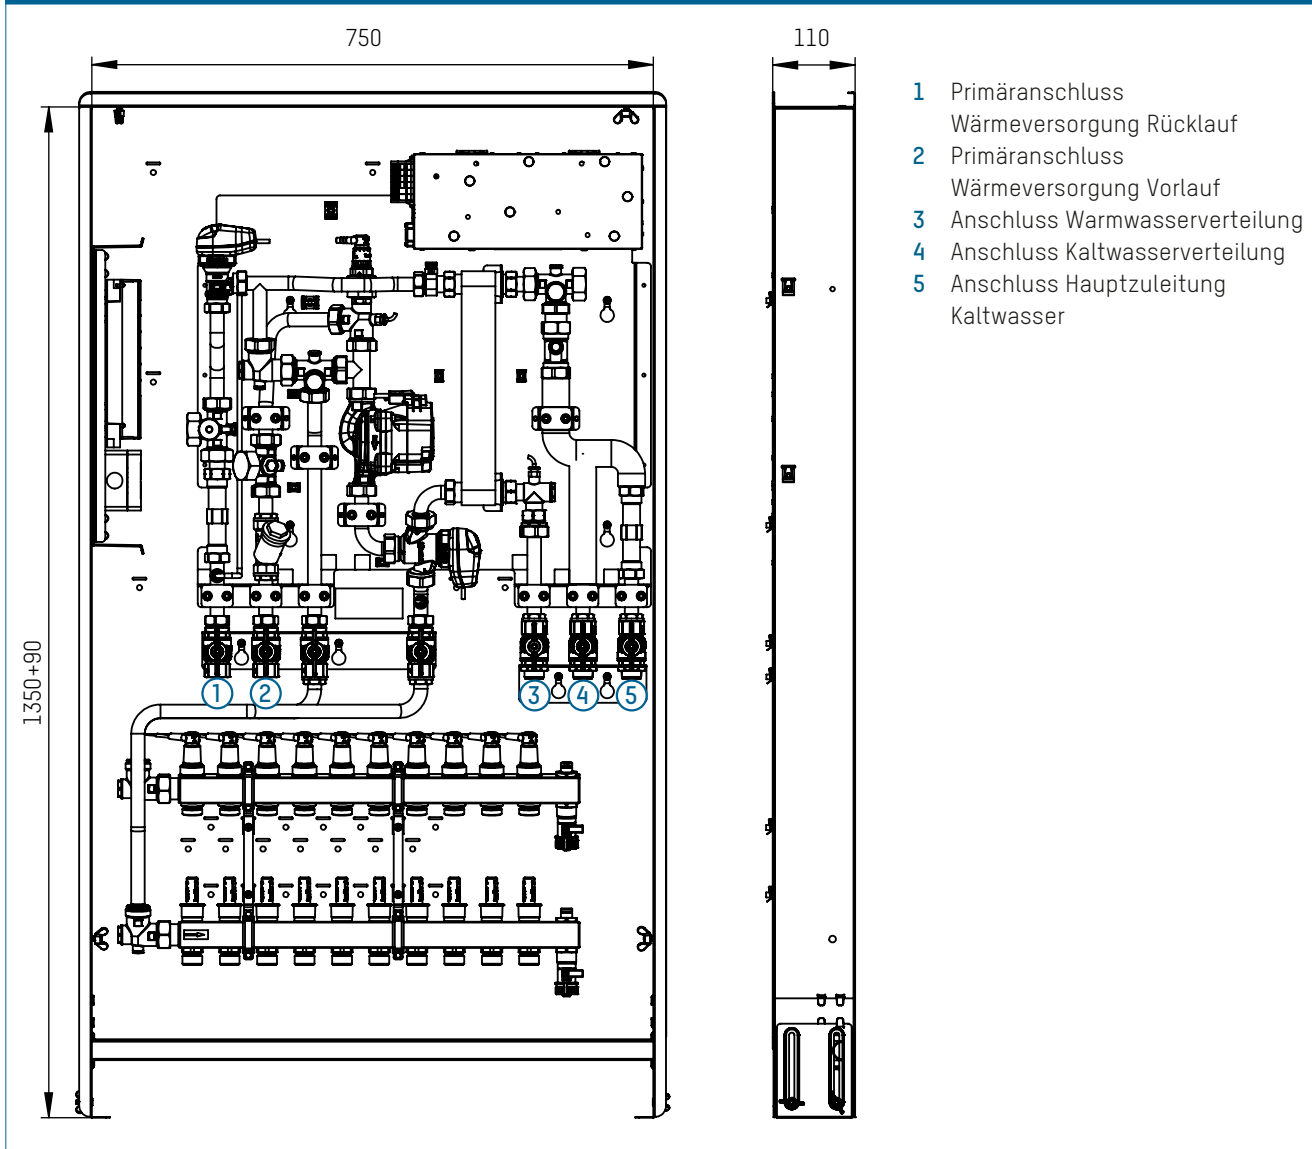 750
110
1350+90
1 Primäranschluss
Wärmeversorgung Rücklauf
2 Primäranschluss
Wärmeversorgung Vorlauf
3 Anschluss Warmwasserverteilung
4 Anschluss Kaltwasserverteilung
5 Anschluss Hauptzuleitung
Kaltwasser
1 2 3 4 5